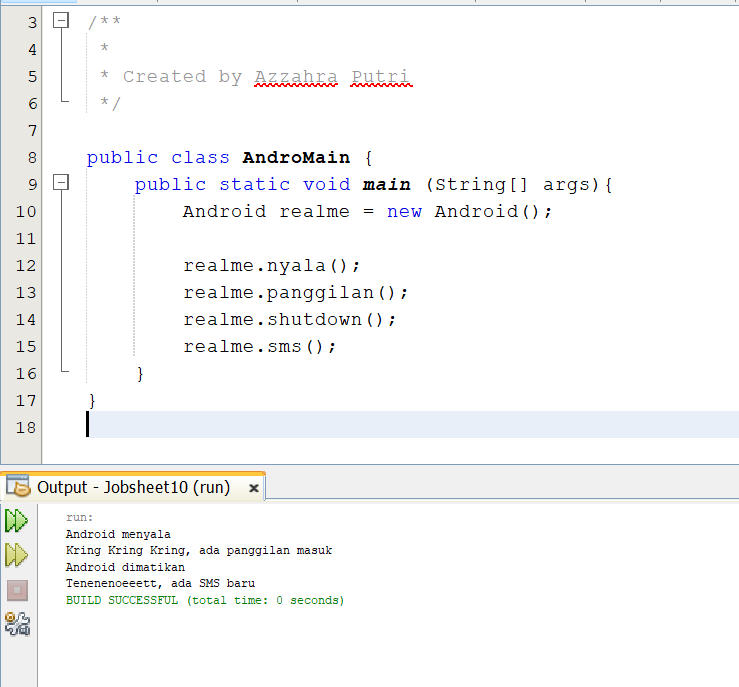 3 /**
4 *
5 * Created by Azzahra Putri
6 */
7
8 public class AndroMain {
9 public static void main (String[] args){
10 Android realme = new Android();
11
12 realme.nyala();
13 realme.panggilan();
14 realme.shutdown();
15 realme.sms();
16 }
17 }
18
Output - Jobsheet10 (run) x
run:
Android menyala
Kring Kring Kring, ada panggilan masuk
Android dimatikan
Tenenenoeeett, ada SMS baru
BUILD SUCCESSFUL (total time: 0 seconds)